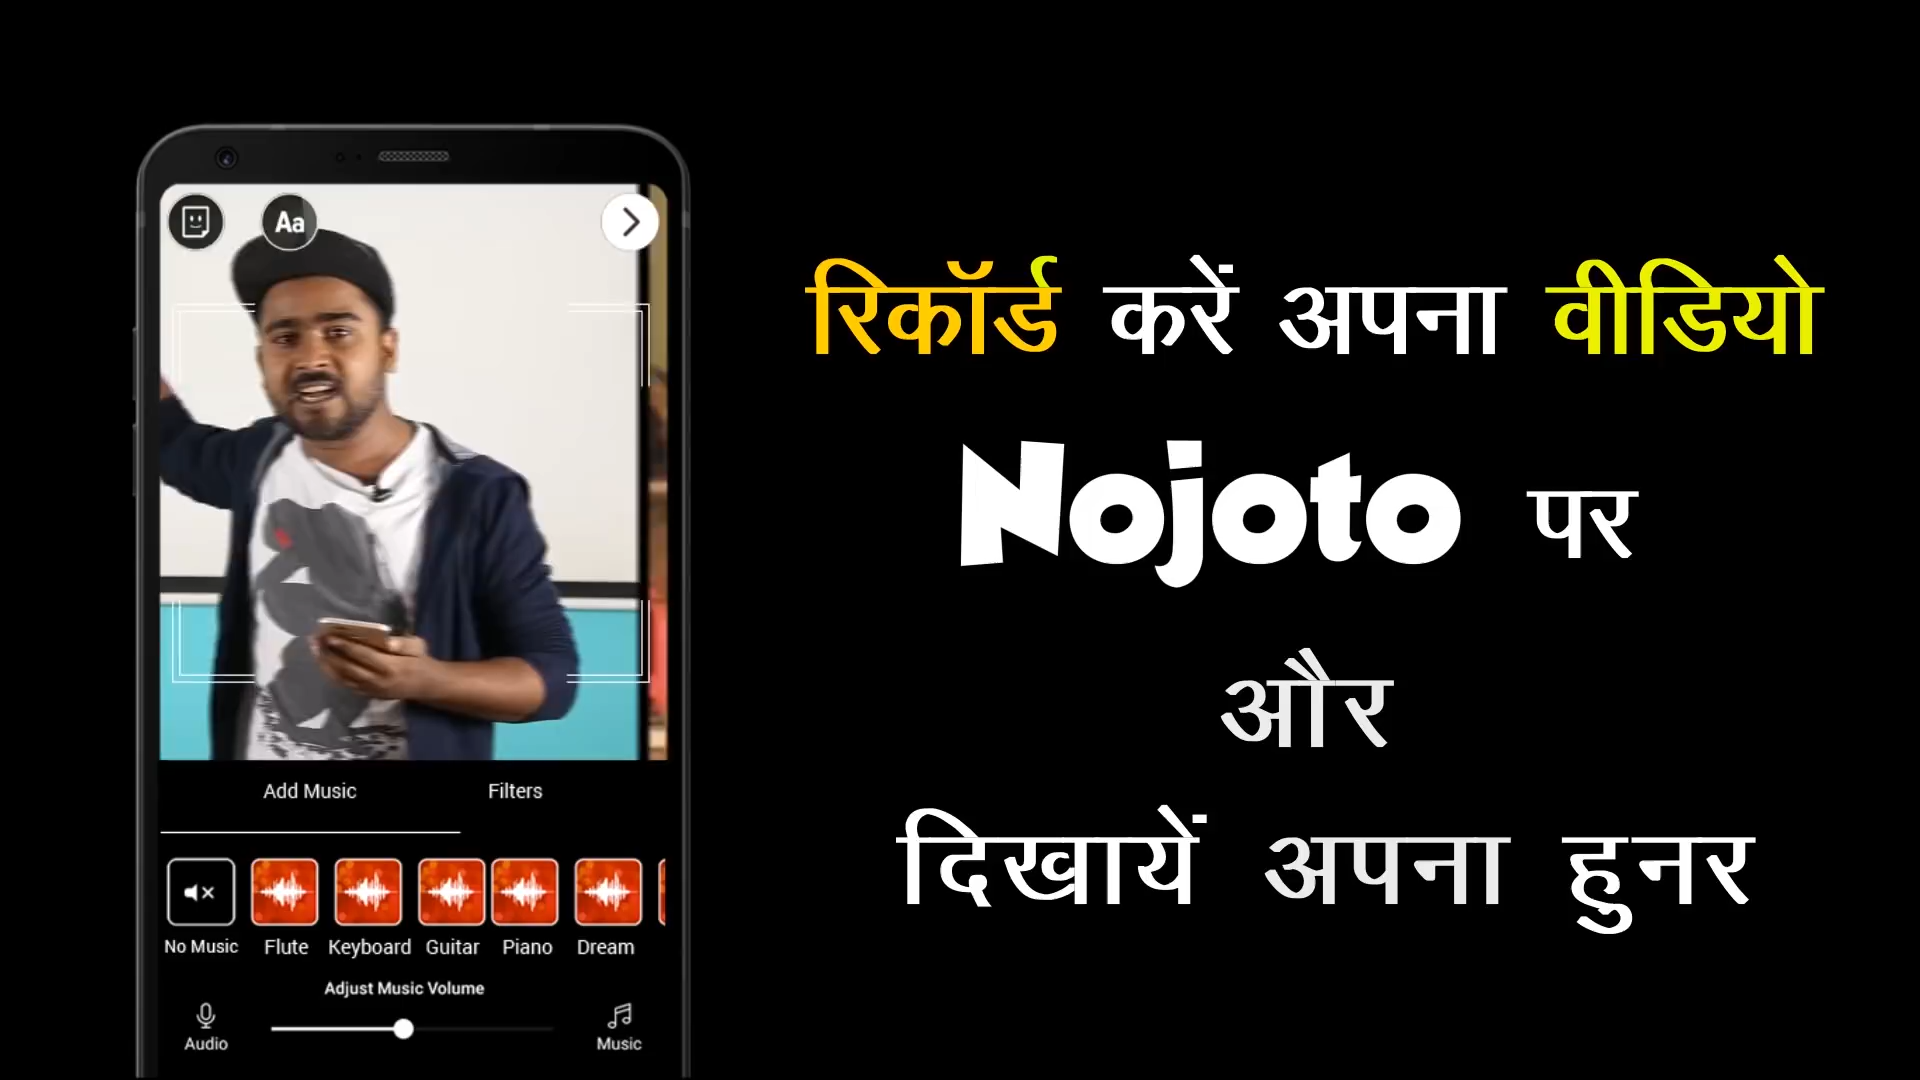 Aa
Add Music Filters
No Music Flute Keyboard Guitar Piano Dream
Adjust Music Volume
Audio Music
रिकॉर्ड करें अपना वीडियो
Nojoto पर
और
दिखायें अपना हुनर